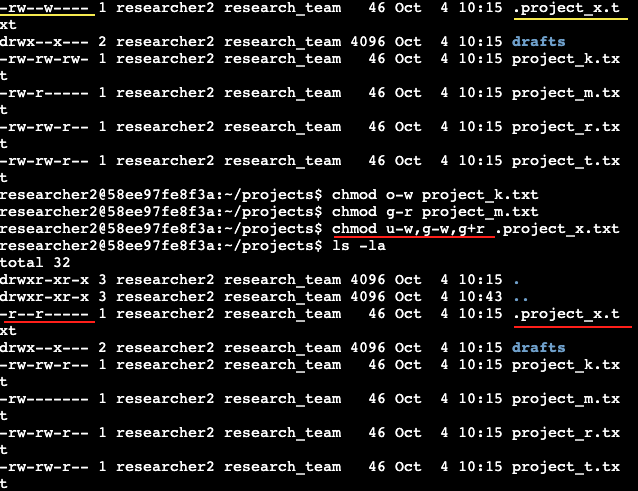 -rw--w---- 1 researcher2 research_team   46 Oct  4 10:15 .project_x.t
xt
drwx--x--- 2 researcher2 research_team 4096 Oct  4 10:15 drafts
-rw-rw-rw- 1 researcher2 research_team   46 Oct  4 10:15 project_k.tx
t
-rw-r----- 1 researcher2 research_team   46 Oct  4 10:15 project_m.tx
t
-rw-rw-r-- 1 researcher2 research_team   46 Oct  4 10:15 project_r.tx
t
-rw-rw-r-- 1 researcher2 research_team   46 Oct  4 10:15 project_t.tx
t
researcher2@58ee97fe8f3a:~/projects$ chmod o-w project_k.txt
researcher2@58ee97fe8f3a:~/projects$ chmod g-r project_m.txt
researcher2@58ee97fe8f3a:~/projects$ chmod u-w,g-w,g+r .project_x.txt
researcher2@58ee97fe8f3a:~/projects$ ls -la
total 32
drwxr-xr-x 3 researcher2 research_team 4096 Oct  4 10:15 .
drwxr-xr-x 3 researcher2 research_team 4096 Oct  4 10:43 ..
-r--r----- 1 researcher2 research_team   46 Oct  4 10:15 .project_x.t
xt
drwx--x--- 2 researcher2 research_team 4096 Oct  4 10:15 drafts
-rw-rw-r-- 1 researcher2 research_team   46 Oct  4 10:15 project_k.tx
t
-rw------- 1 researcher2 research_team   46 Oct  4 10:15 project_m.tx
t
-rw-rw-r-- 1 researcher2 research_team   46 Oct  4 10:15 project_r.tx
t
-rw-rw-r-- 1 researcher2 research_team   46 Oct  4 10:15 project_t.tx
t